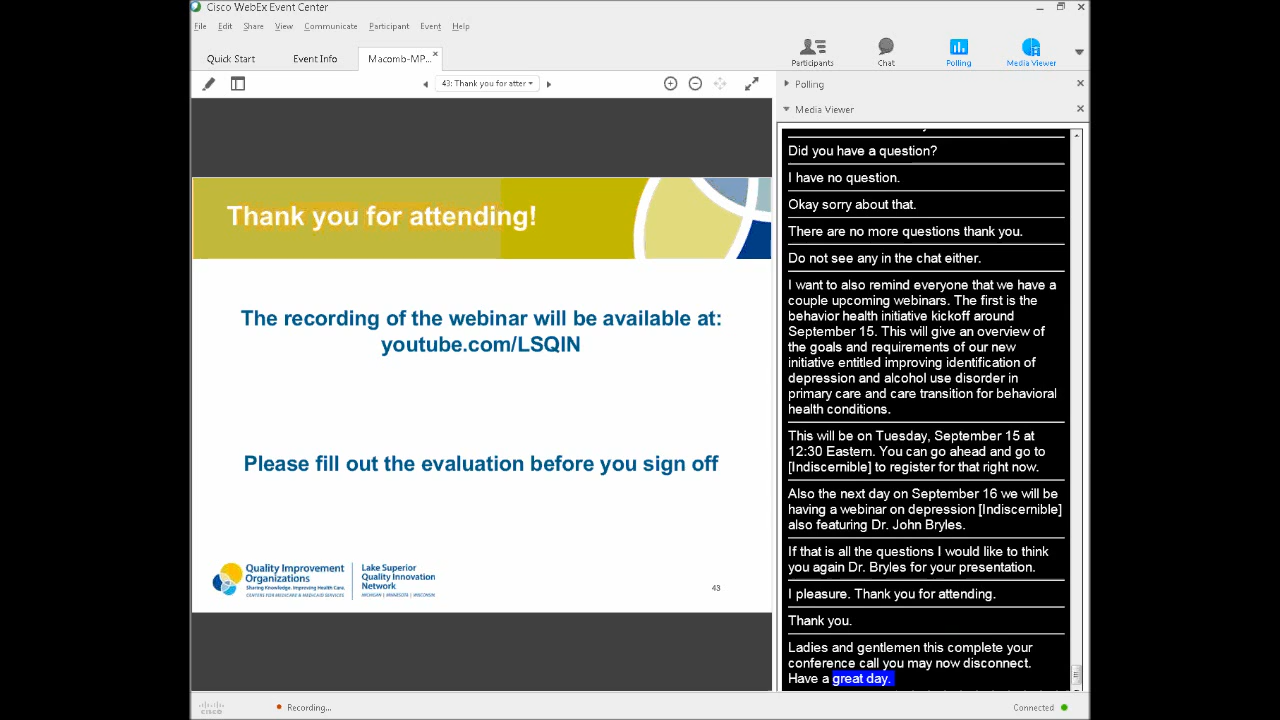 Cisco WebEx Event Center
File Edit Share View Communicate Participant Event Help
Quick Start Event Info Macomb-MP...
Participants Chat Polling Media Viewer
43: Thank you for atter
Polling
Media Viewer
Thank you for attending!
The recording of the webinar will be available at:
youtube.com/LSQIN
Please fill out the evaluation before you sign off
Quality Improvement
Organizations
Sharing Knowledge. Improving Health Care.
CENTERS FOR MEDICARE & MEDICAID SERVICES
Lake Superior
Quality Innovation
Network
MICHIGAN | MINNESOTA | WISCONSIN
43
Did you have a question?
I have no question.
Okay sorry about that.
There are no more questions thank you.
Do not see any in the chat either.
I want to also remind everyone that we have a
couple upcoming webinars. The first is the
behavior health initiative kickoff around
September 15. This will give an overview of
the goals and requirements of our new
initiative entitled improving identification of
depression and alcohol use disorder in
primary care and care transition for behavioral
health conditions.
This will be on Tuesday, September 15 at
12:30 Eastern. You can go ahead and go to
[Indiscernible] to register for that right now.
Also the next day on September 16 we will be
having a webinar on depression [Indiscernible]
also featuring Dr. John Bryles.
If that is all the questions I would like to think
you again Dr. Bryles for your presentation.
I pleasure. Thank you for attending.
Thank you.
Ladies and gentlemen this complete your
conference call you may now disconnect.
Have a great day.
cisco
Recording...
Connected